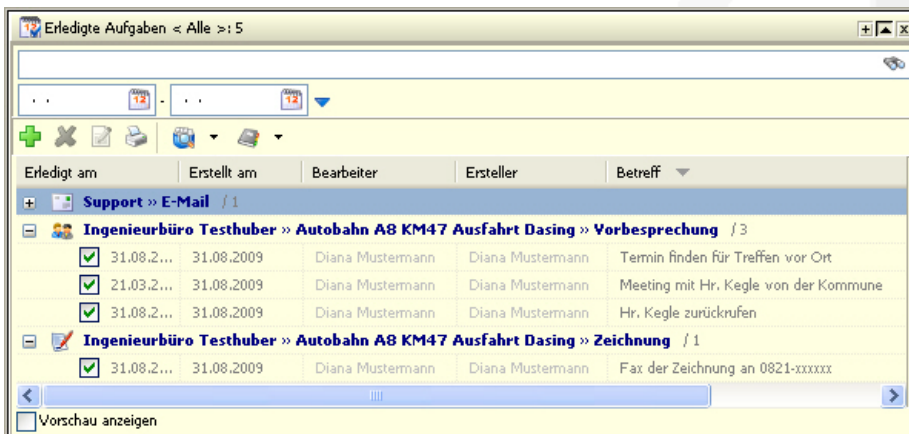 Erledigte Aufgaben < Alle >: 5
. . - . .
Erledigt am Erstellt am Bearbeiter Ersteller Betreff
Support » E-Mail / 1
Ingenieurbüro Testhuber » Autobahn A8 KM47 Ausfahrt Dasing » Vorbesprechung / 3
31.08.2... 31.08.2009 Diana Mustermann Diana Mustermann Termin finden für Treffen vor Ort
21.03.2... 31.08.2009 Diana Mustermann Diana Mustermann Meeting mit Hr. Kegle von der Kommune
31.08.2... 31.08.2009 Diana Mustermann Diana Mustermann Hr. Kegle zurückrufen
Ingenieurbüro Testhuber » Autobahn A8 KM47 Ausfahrt Dasing » Zeichnung / 1
31.08.2... 31.08.2009 Diana Mustermann Diana Mustermann Fax der Zeichnung an 0821-xxxxxx
Vorschau anzeigen